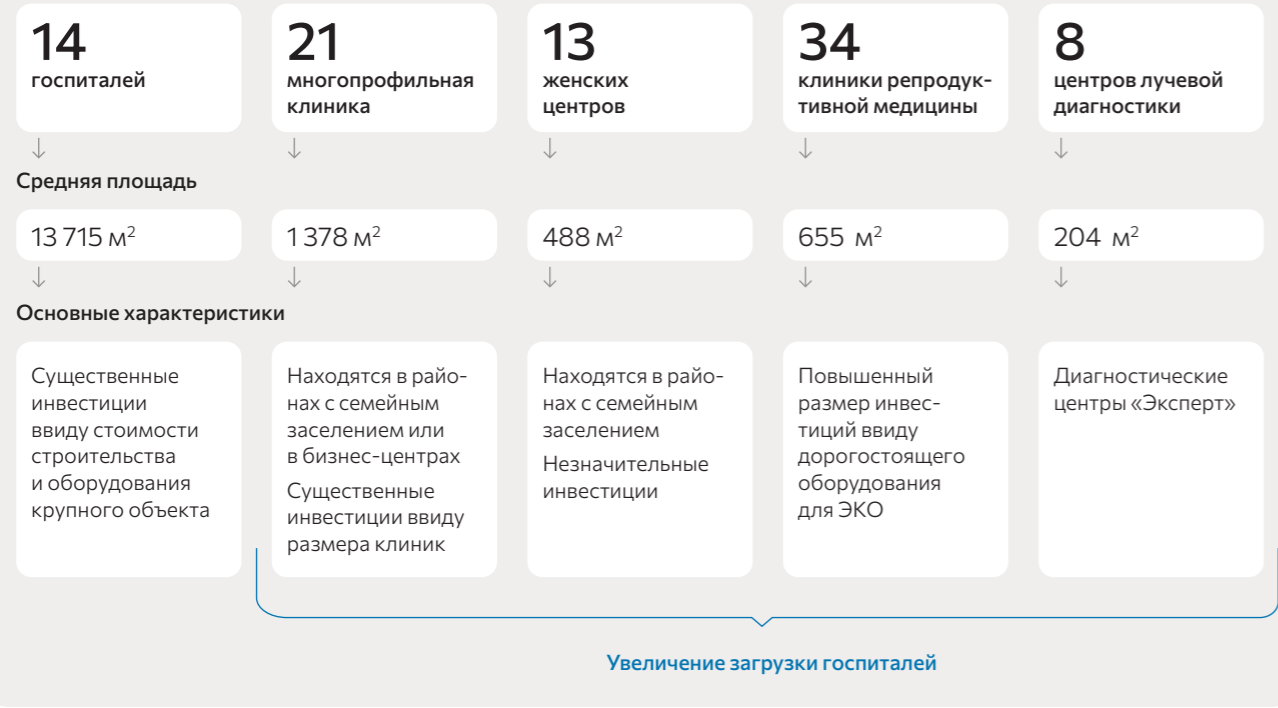 14
госпиталей
21
многопрофильная
клиника
13
женских
центров
34
клиники репродук-
тивной медицины
8
центров лучевой
диагностики
Средняя площадь
13 715 м²
1 378 м²
488 м²
655 м²
204 м²
Основные характеристики
Существенные
инвестиции
ввиду стоимости
строительства
и оборудования
крупного объекта
Находятся в райо-
нах с семейным
заселением или
в бизнес-центрах
Существенные
инвестиции ввиду
размера клиник
Находятся в райо-
нах с семейным
заселением
Незначительные
инвестиции
Повышенный
размер инвес-
тиций ввиду
дорогостоящего
оборудования
для ЭКО
Диагностические
центры «Эксперт»
Увеличение загрузки госпиталей